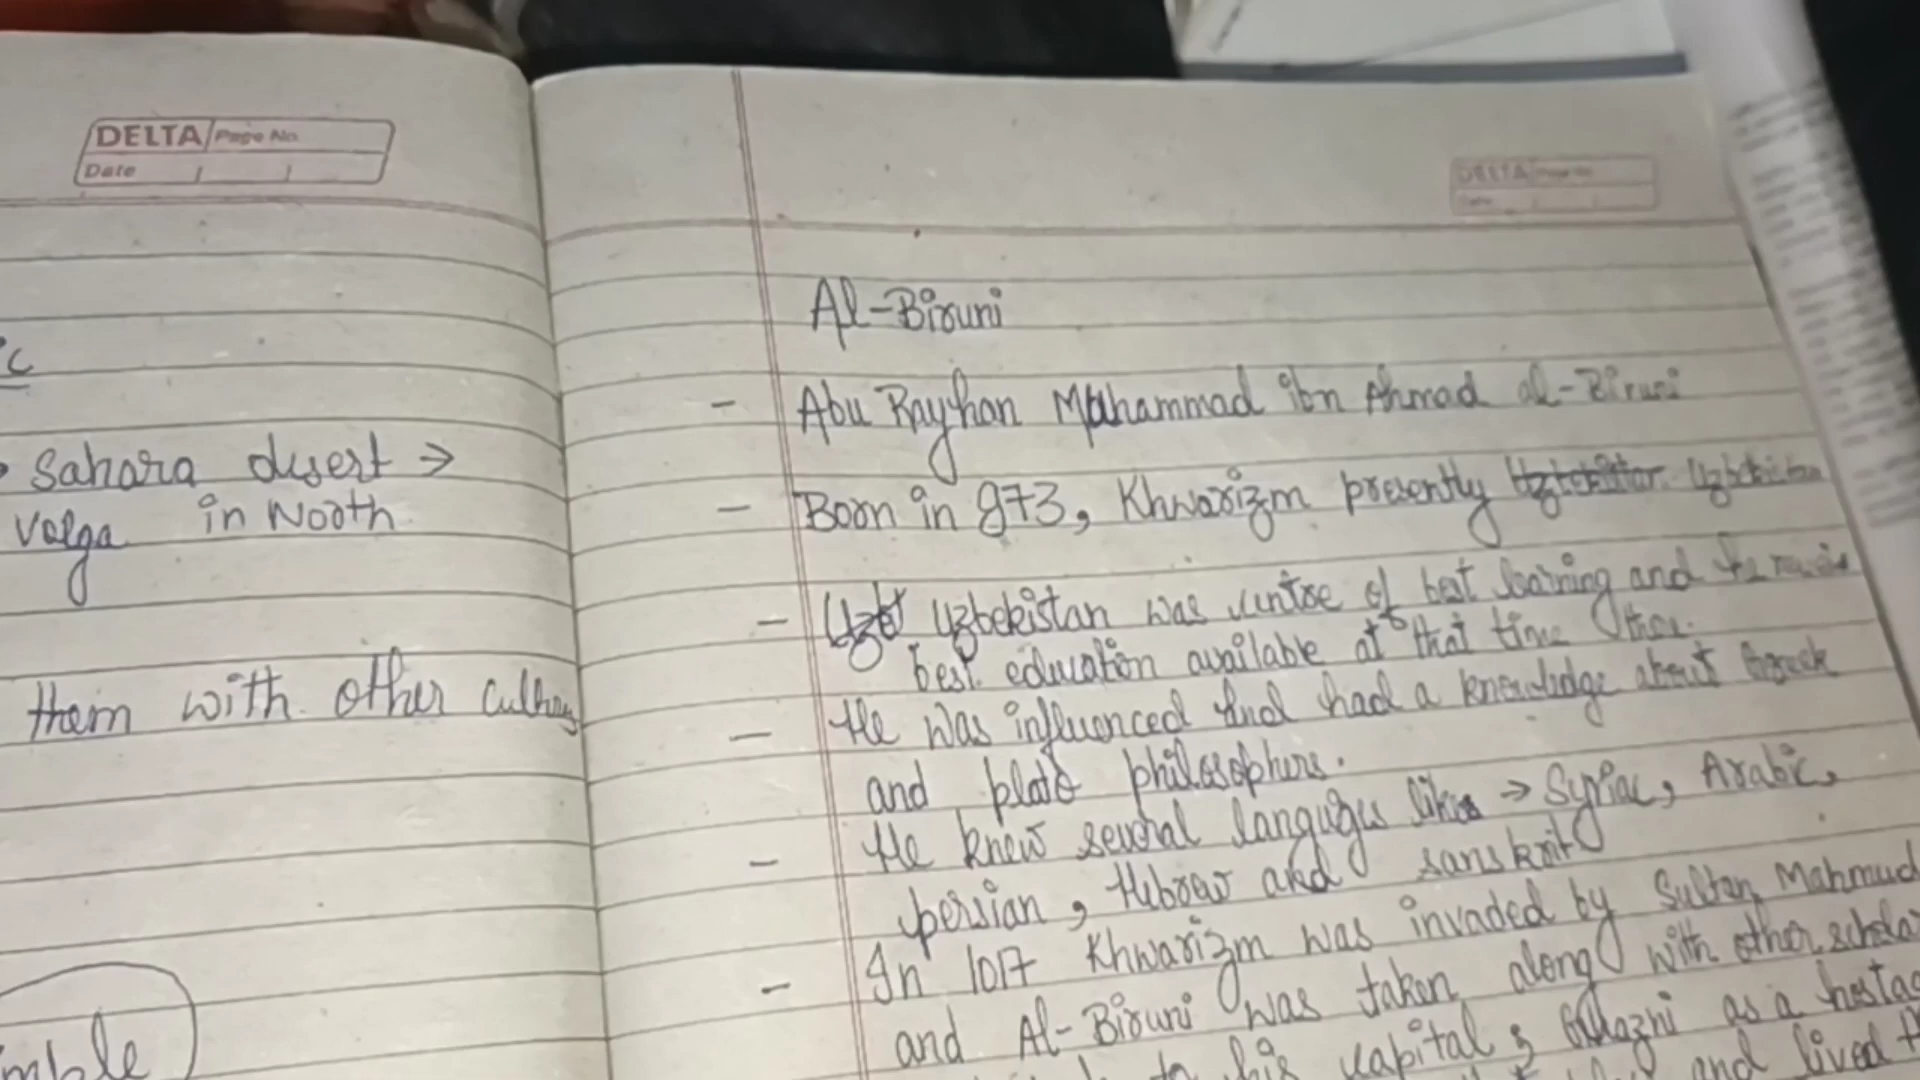 DELTA Page No.
Date
Sahara desert →
Volga in North
them with other
DELTA
Al-Biruni
- Abu Rayhan Muhammad ibn Ahmad al-Biruni
- Born in 973, Khwarizm presently Uzbekistan
- Uzbekistan was centre of best learning and
best education available at that time
- He was influenced and had a knowledge about Greek
and plato philosophers.
- He knew several languages like → Syriac, Arabic,
persian, Hebrew and sanskrit
- In 1017 Khwarizm was invaded by Sultan Mahmud
and Al-Biruni was taken along with other
to his capital, Ghazni as a
and lived